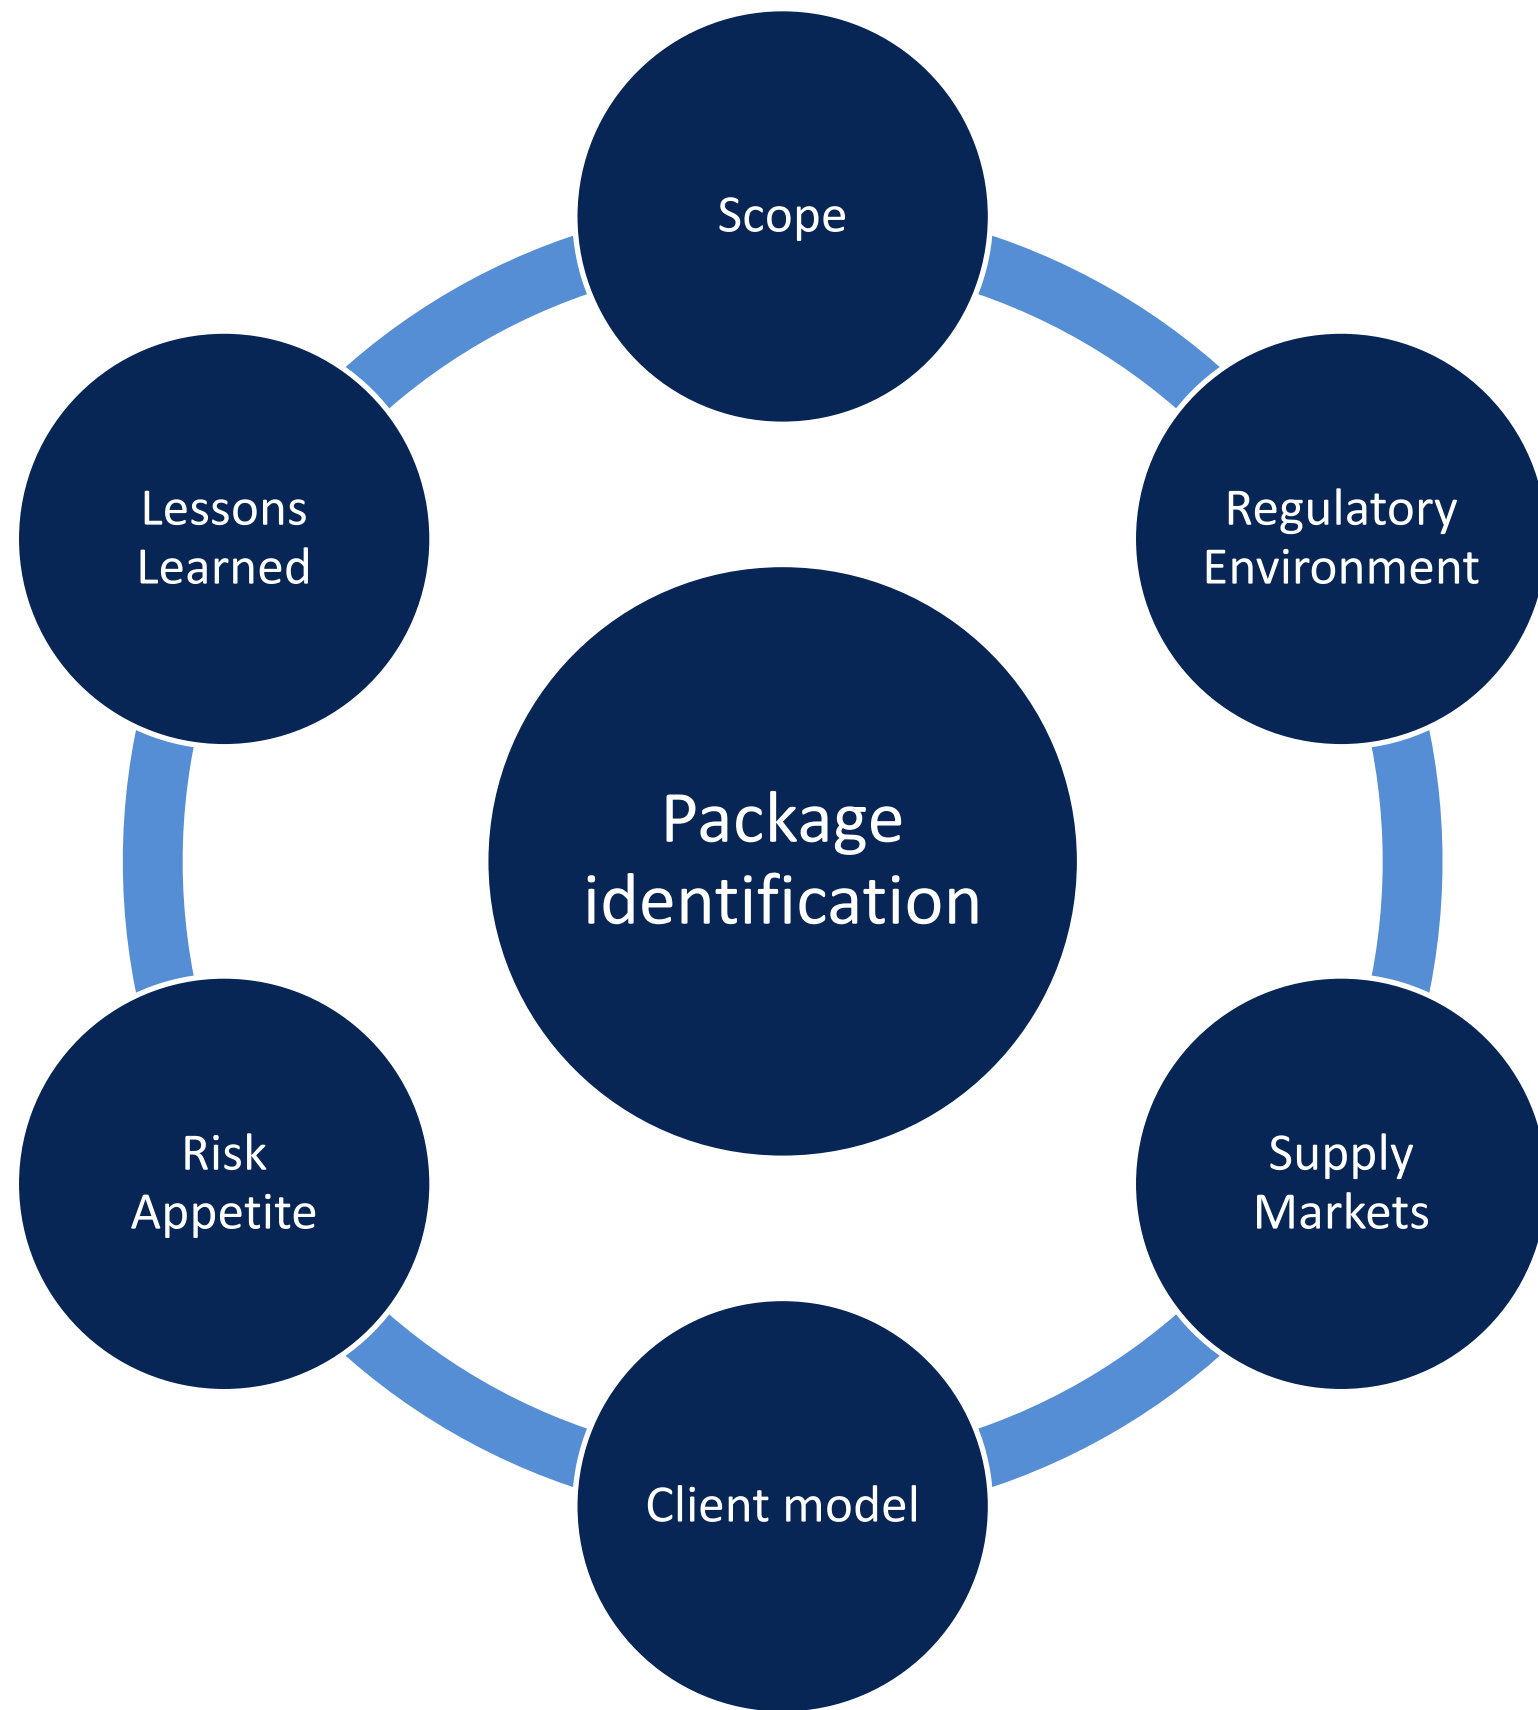 Scope
Regulatory
Environment
Supply
Markets
Client model
Risk
Appetite
Lessons
Learned
Package
identification